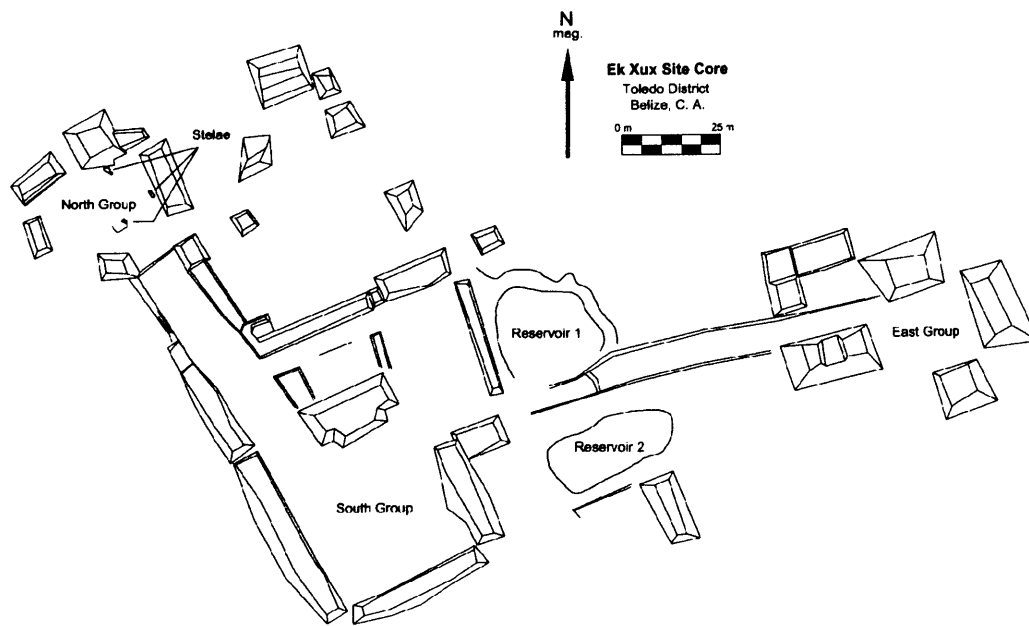 N
mag.
Ek Xux Site Core
Toledo District
Belize, C. A.
0 m 25 m
Stelae
North Group
Reservoir 1
East Group
Reservoir 2
South Group